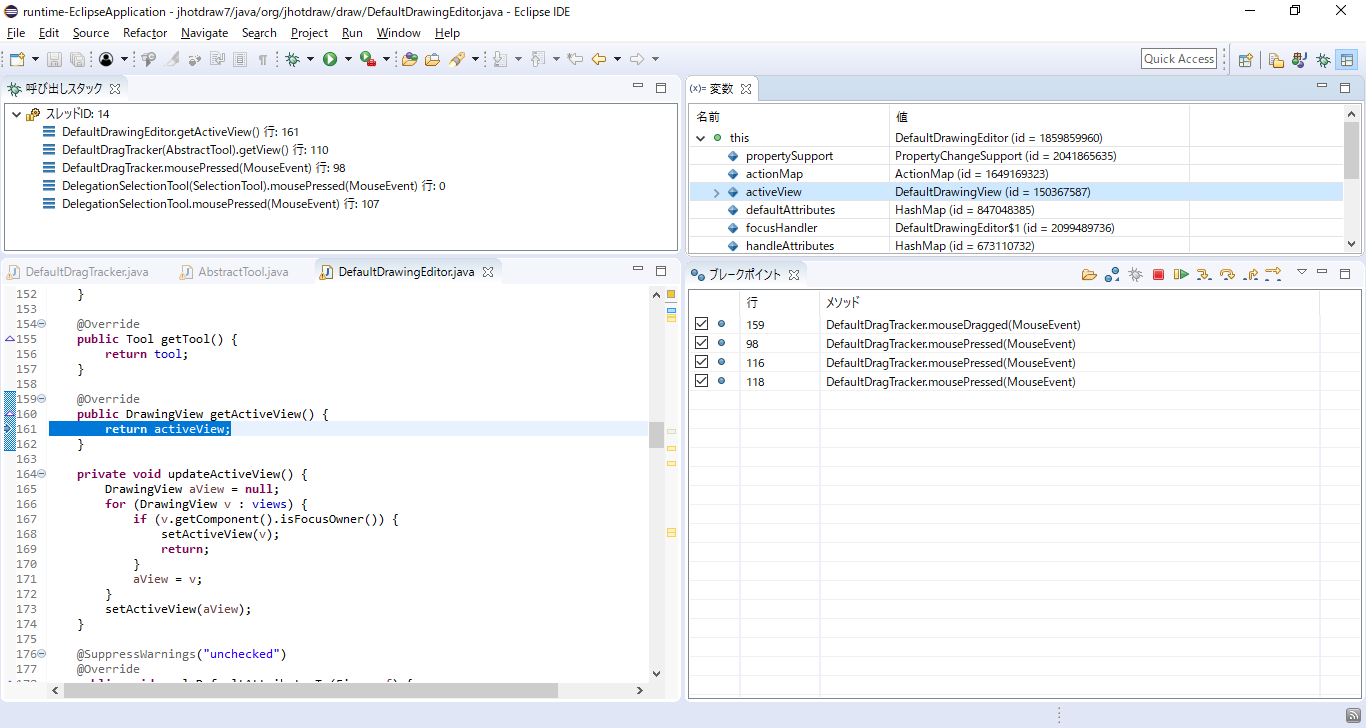 runtime-EclipseApplication - jhotdraw7/java/org/jhotdraw/draw/DefaultDrawingEditor.java - Eclipse IDE
File Edit Source Refactor Navigate Search Project Run Window Help
Quick Access
呼び出しスタック
スレッドID: 14
DefaultDrawingEditor.getActiveView() 行: 161
DefaultDragTracker(AbstractTool).getView() 行: 110
DefaultDragTracker.mousePressed(MouseEvent) 行: 98
DelegationSelectionTool(SelectionTool).mousePressed(MouseEvent) 行: 0
DelegationSelectionTool.mousePressed(MouseEvent) 行: 107
(x)= 変数
名前 値
this DefaultDrawingEditor (id = 1859859960)
propertySupport PropertyChangeSupport (id = 2041865635)
actionMap ActionMap (id = 1649169323)
activeView DefaultDrawingView (id = 150367587)
defaultAttributes HashMap (id = 847048385)
focusHandler DefaultDrawingEditor$1 (id = 2099489736)
handleAttributes HashMap (id = 673110732)
DefaultDragTracker.java AbstractTool.java DefaultDrawingEditor.java
152 }
153
154 @Override
155 public Tool getTool() {
156 return tool;
157 }
158
159 @Override
160 public DrawingView getActiveView() {
161 return activeView;
162 }
163
164 private void updateActiveView() {
165 DrawingView aView = null;
166 for (DrawingView v : views) {
167 if (v.getComponent().isFocusOwner()) {
168 setActiveView(v);
169 return;
170 }
171 aView = v;
172 }
173 setActiveView(aView);
174 }
175
176 @SuppressWarnings("unchecked")
177 @Override
ブレークポイント
行 メソッド
159 DefaultDragTracker.mouseDragged(MouseEvent)
98 DefaultDragTracker.mousePressed(MouseEvent)
116 DefaultDragTracker.mousePressed(MouseEvent)
118 DefaultDragTracker.mousePressed(MouseEvent)